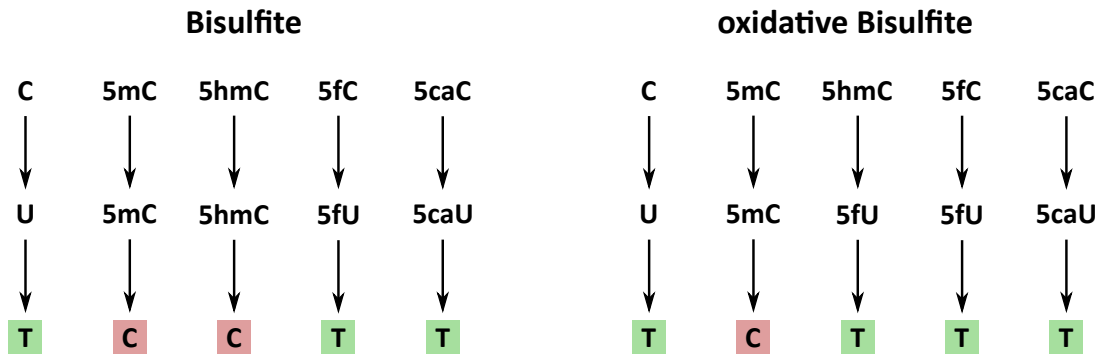 Bisulfite oxidative Bisulfite
C 5mC 5hmC 5fC 5caC C 5mC 5hmC 5fC 5caC
U 5mC 5hmC 5fU 5caU U 5mC 5fU 5fU 5caU
T C C T T T C T T T